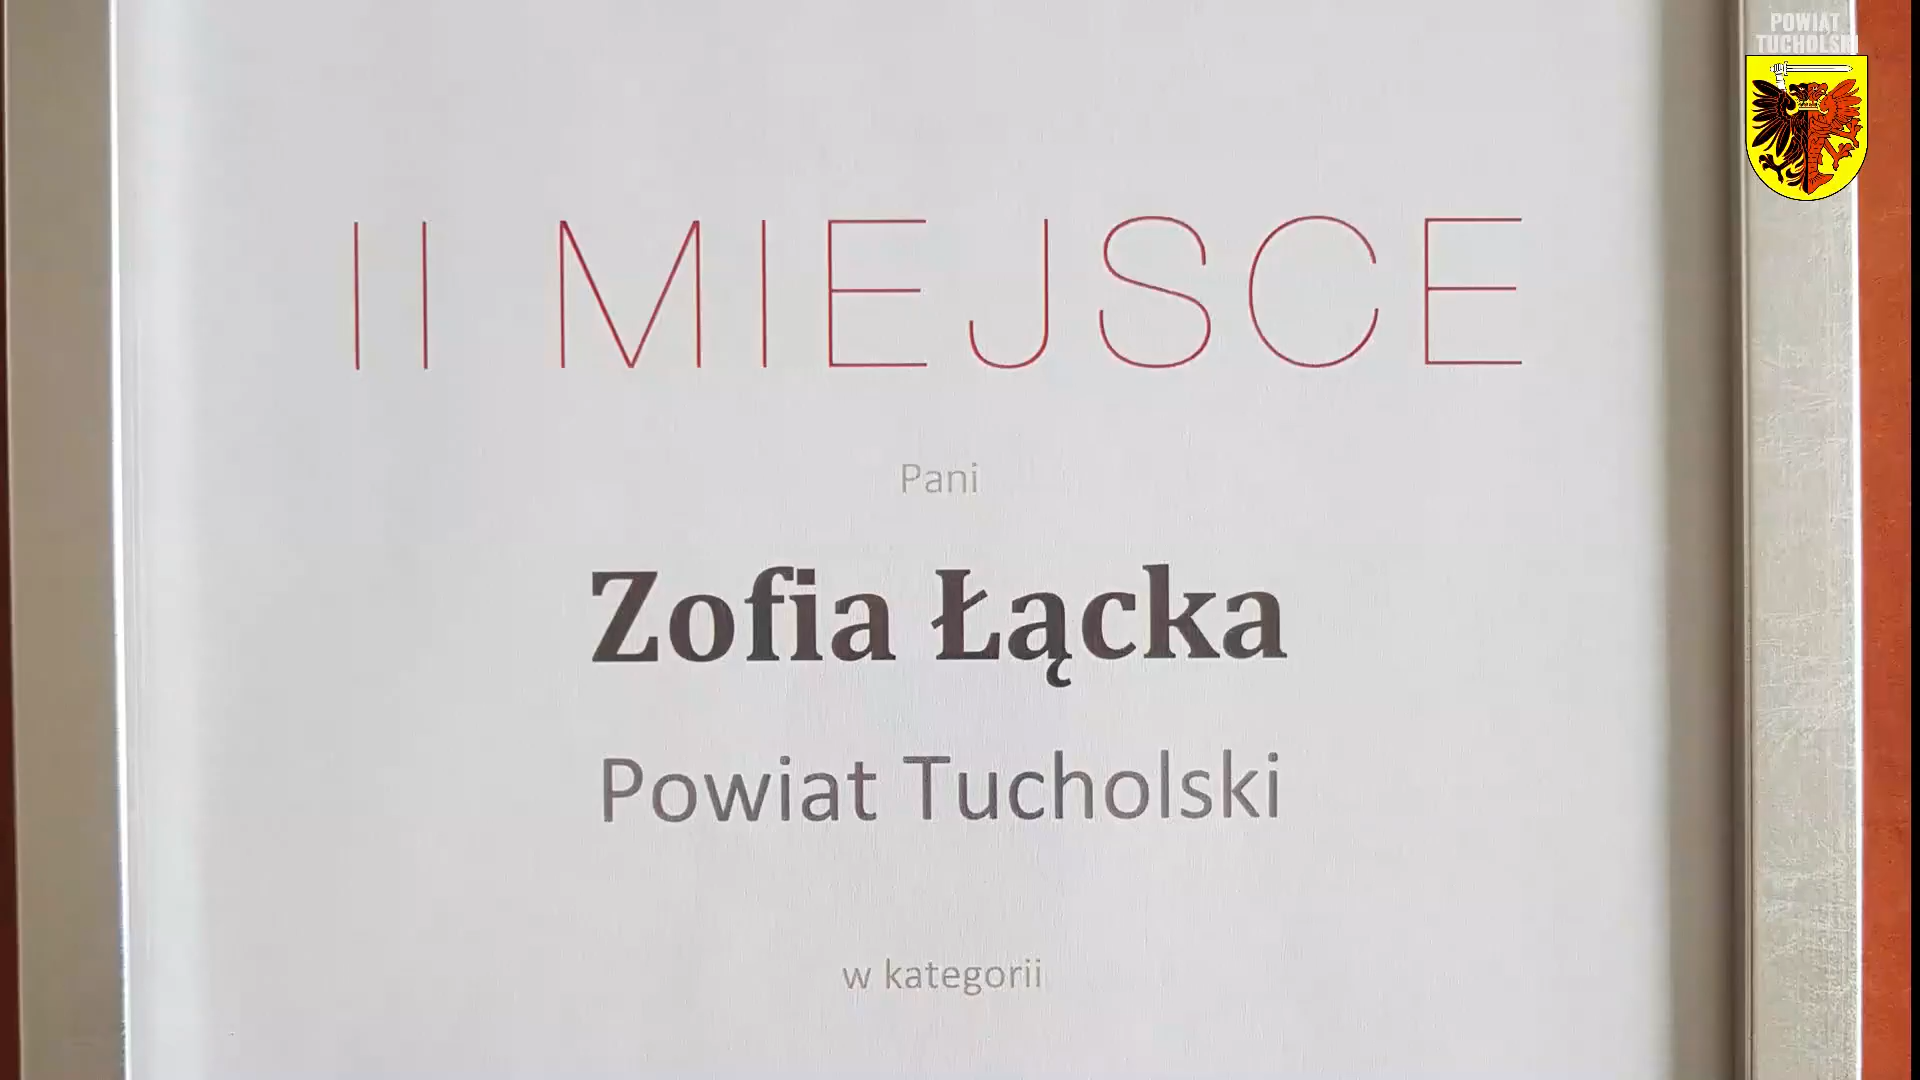 POWIAT
TUCHOLSKI
II MIEJSCE
Pani
Zofia Łącka
Powiat Tucholski
w kategorii